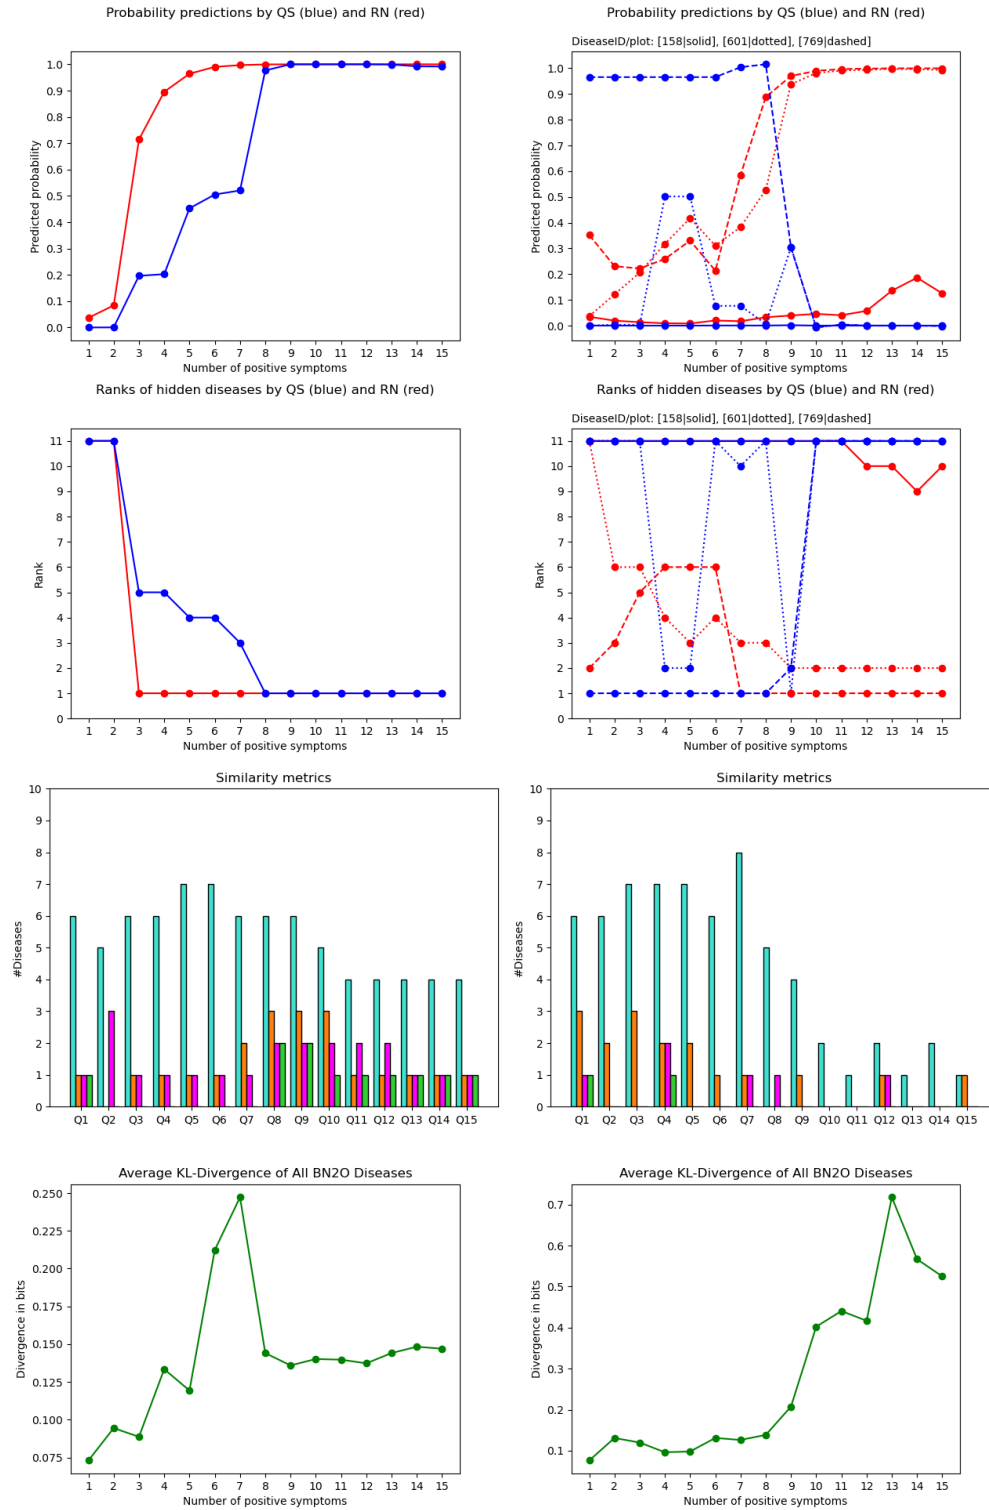 Probability predictions by QS (blue) and RN (red)
1.0
0.9
0.8
0.7
0.6
0.5
0.4
0.3
0.2
0.1
0.0
Predicted probability
1 2 3 4 5 6 7 8 9 10 11 12 13 14 15
Number of positive symptoms
Probability predictions by QS (blue) and RN (red)
DiseaseID/plot: [158|solid], [601|dotted], [769|dashed]
1.0
0.9
0.8
0.7
0.6
0.5
0.4
0.3
0.2
0.1
0.0
Predicted probability
1 2 3 4 5 6 7 8 9 10 11 12 13 14 15
Number of positive symptoms
Ranks of hidden diseases by QS (blue) and RN (red)
11
10
9
8
7
6
5
4
3
2
1
0
Rank
1 2 3 4 5 6 7 8 9 10 11 12 13 14 15
Number of positive symptoms
Ranks of hidden diseases by QS (blue) and RN (red)
DiseaseID/plot: [158|solid], [601|dotted], [769|dashed]
11
10
9
8
7
6
5
4
3
2
1
0
Rank
1 2 3 4 5 6 7 8 9 10 11 12 13 14 15
Number of positive symptoms
Similarity metrics
10
9
8
7
6
5
4
3
2
1
0
#Diseases
Q1 Q2 Q3 Q4 Q5 Q6 Q7 Q8 Q9 Q10 Q11 Q12 Q13 Q14 Q15
Similarity metrics
10
9
8
7
6
5
4
3
2
1
0
#Diseases
Q1 Q2 Q3 Q4 Q5 Q6 Q7 Q8 Q9 Q10 Q11 Q12 Q13 Q14 Q15
Average KL-Divergence of All BN2O Diseases
0.250
0.225
0.200
0.175
0.150
0.125
0.100
0.075
Divergence in bits
1 2 3 4 5 6 7 8 9 10 11 12 13 14 15
Number of positive symptoms
Average KL-Divergence of All BN2O Diseases
0.7
0.6
0.5
0.4
0.3
0.2
0.1
Divergence in bits
1 2 3 4 5 6 7 8 9 10 11 12 13 14 15
Number of positive symptoms